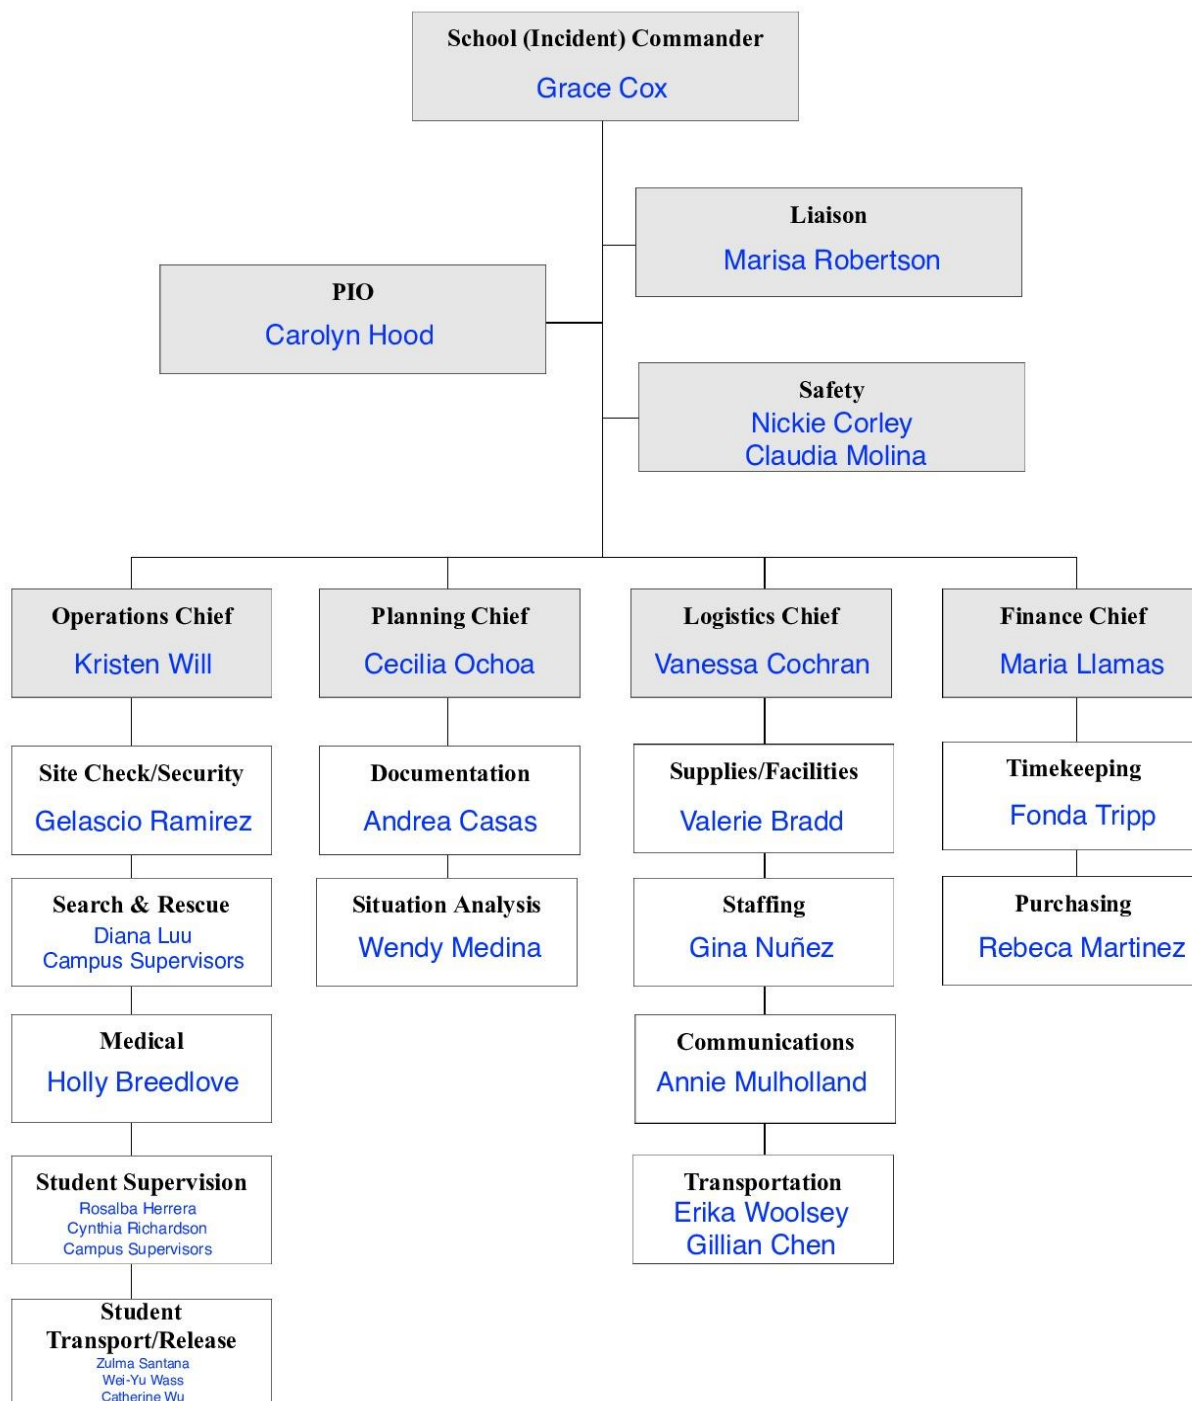 School (Incident) Commander
Grace Cox
Liaison
Marisa Robertson
PIO
Carolyn Hood
Safety
Nickie Corley
Claudia Molina
Operations Chief
Kristen Will
Planning Chief
Cecilia Ochoa
Logistics Chief
Vanessa Cochran
Finance Chief
Maria Llamas
Site Check/Security
Gelascio Ramirez
Documentation
Andrea Casas
Supplies/Facilities
Valerie Bradd
Timekeeping
Fonda Tripp
Search & Rescue
Diana Luu
Campus Supervisors
Situation Analysis
Wendy Medina
Staffing
Gina Nuñez
Purchasing
Rebeca Martinez
Medical
Holly Breedlove
Communications
Annie Mulholland
Student Supervision
Rosalba Herrera
Cynthia Richardson
Campus Supervisors
Transportation
Erika Woolsey
Gillian Chen
Student
Transport/Release
Zulma Santana
Wei-Yu Wass
Catherine Wu